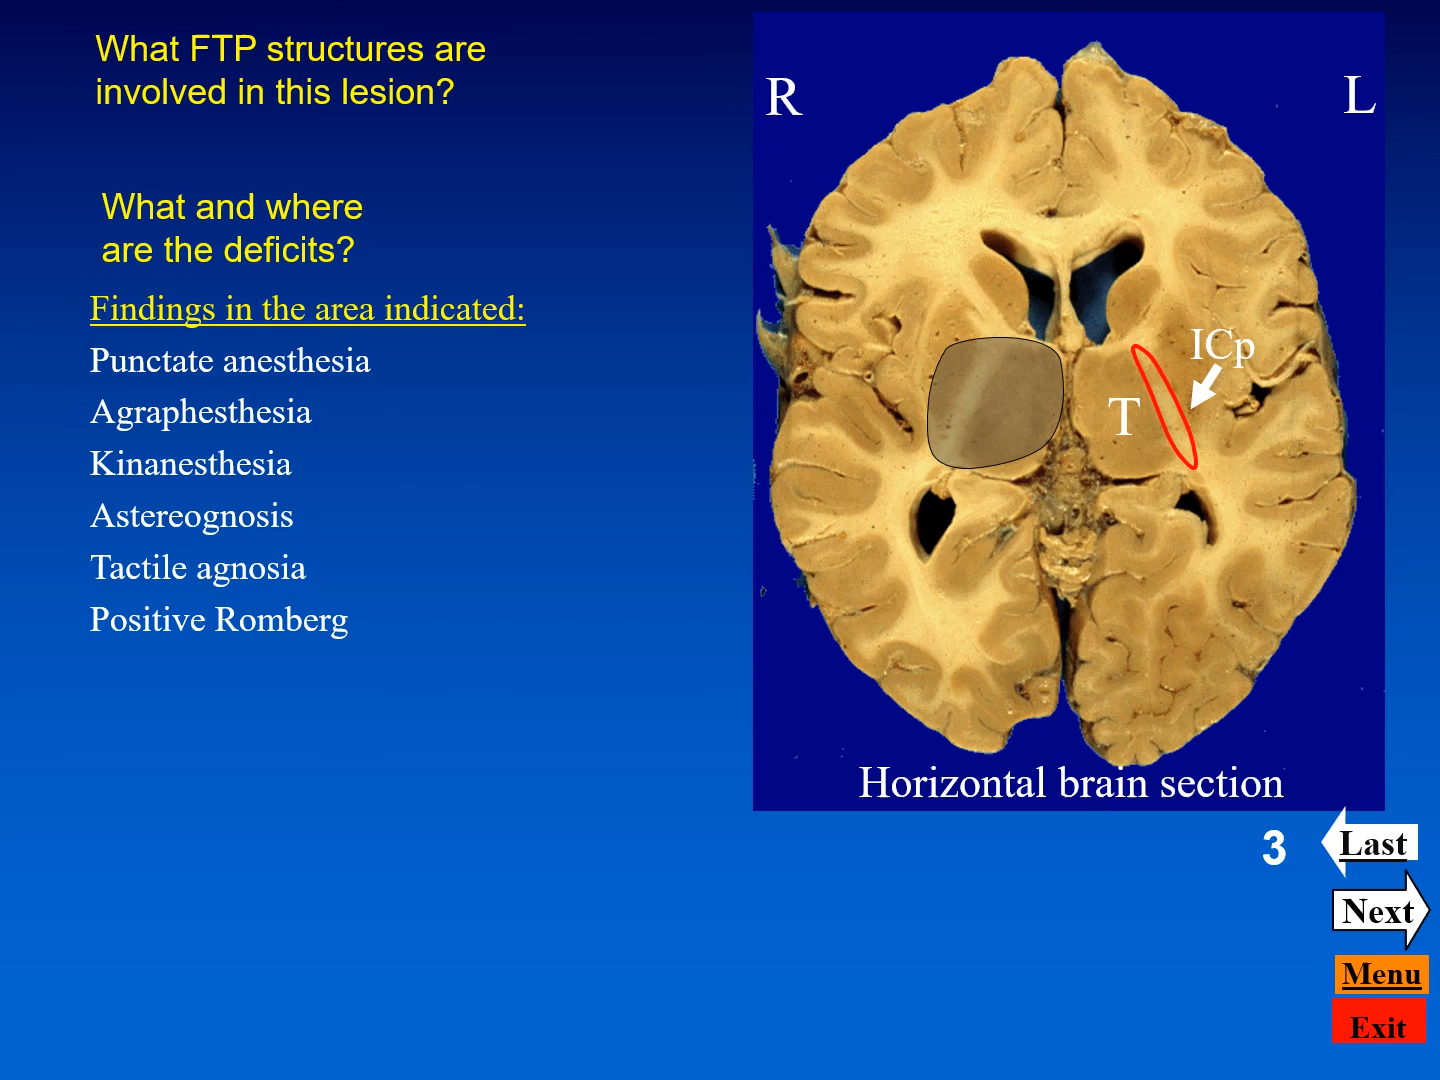 What FTP structures are
involved in this lesion?
What and where
are the deficits?
Findings in the area indicated:
Punctate anesthesia
Agraphesthesia
Kinanesthesia
Astereognosis
Tactile agnosia
Positive Romberg
R
L
ICp
T
Horizontal brain section
3
Last
Next
Menu
Exit